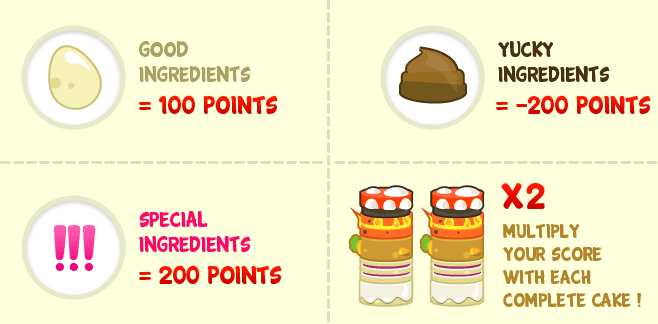 GOOD
INGREDIENTS
= 100 POINTS
YUCKY
INGREDIENTS
= -200 POINTS
!!!
SPECIAL
INGREDIENTS
= 200 POINTS
X2
MULTIPLY
YOUR SCORE
WITH EACH
COMPLETE CAKE !